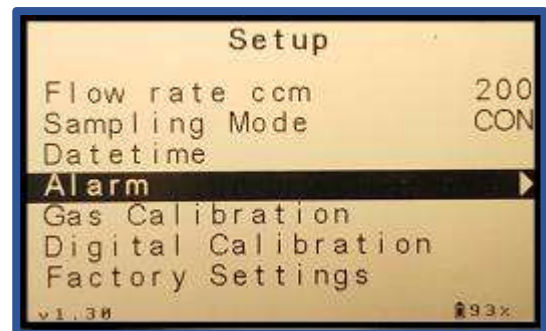 Setup
Flow rate ccm 200
Sampling Mode CON
Datetime
Alarm
Gas Calibration
Digital Calibration
Factory Settings
v1.30 93%